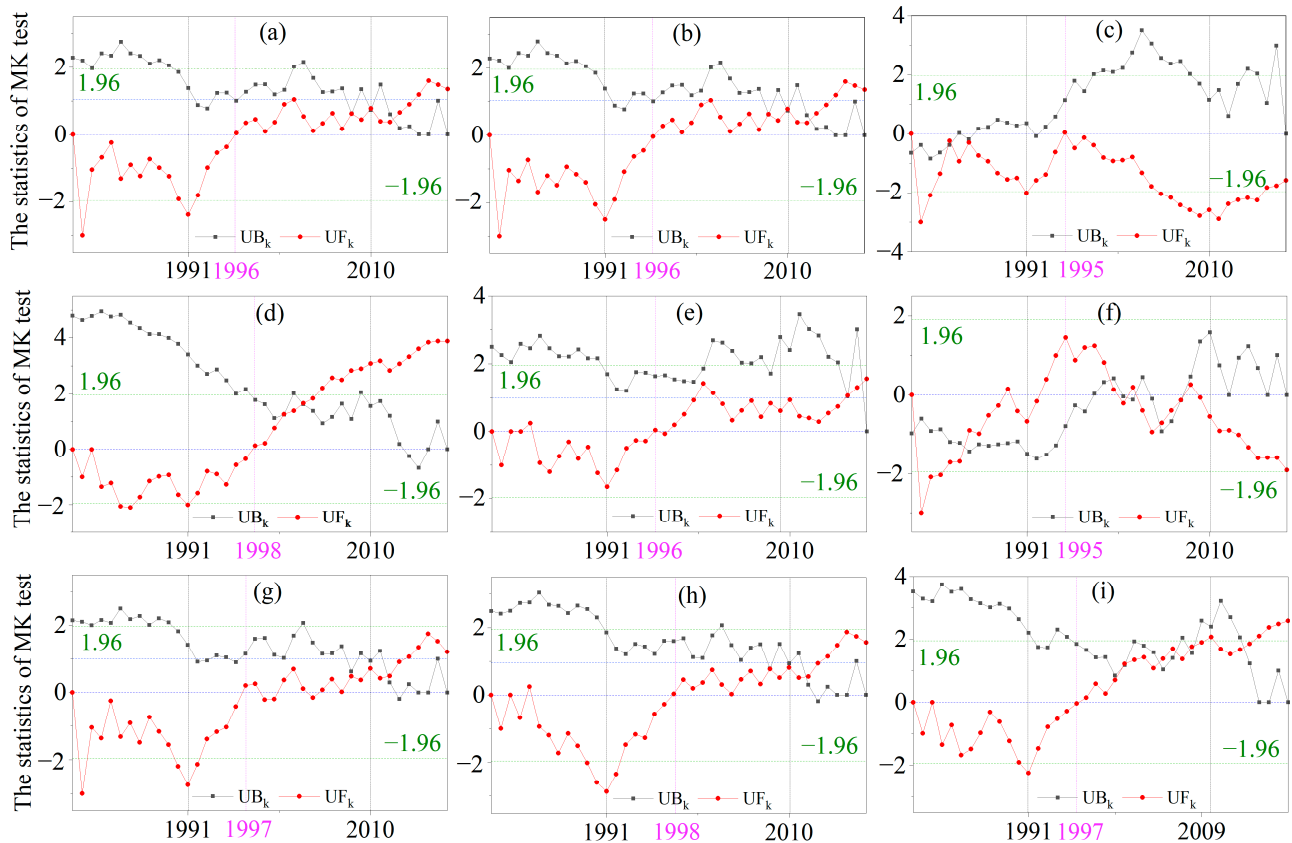 The statistics of MK test
(a)
2
0
−2
1.96
−1.96
UBk UFk
1991 1996 2010
(b)
2
0
−2
1.96
−1.96
UBk UFk
1991 1996 2010
(c)
4
2
0
−2
−4
1.96
−1.96
UBk UFk
1991 1995 2010
The statistics of MK test
(d)
4
2
0
−2
1.96
−1.96
UBk UFk
1991 1998 2010
(e)
4
2
0
−2
1.96
−1.96
UBk UFk
1991 1996 2010
(f)
2
0
−2
1.96
−1.96
UBk UFk
1991 1995 2010
The statistics of MK test
(g)
2
0
−2
1.96
−1.96
UBk UFk
1991 1997 2010
(h)
2
0
−2
1.96
−1.96
UBk UFk
1991 1998 2010
(i)
4
2
0
−2
1.96
−1.96
UBk UFk
1991 1997 2009